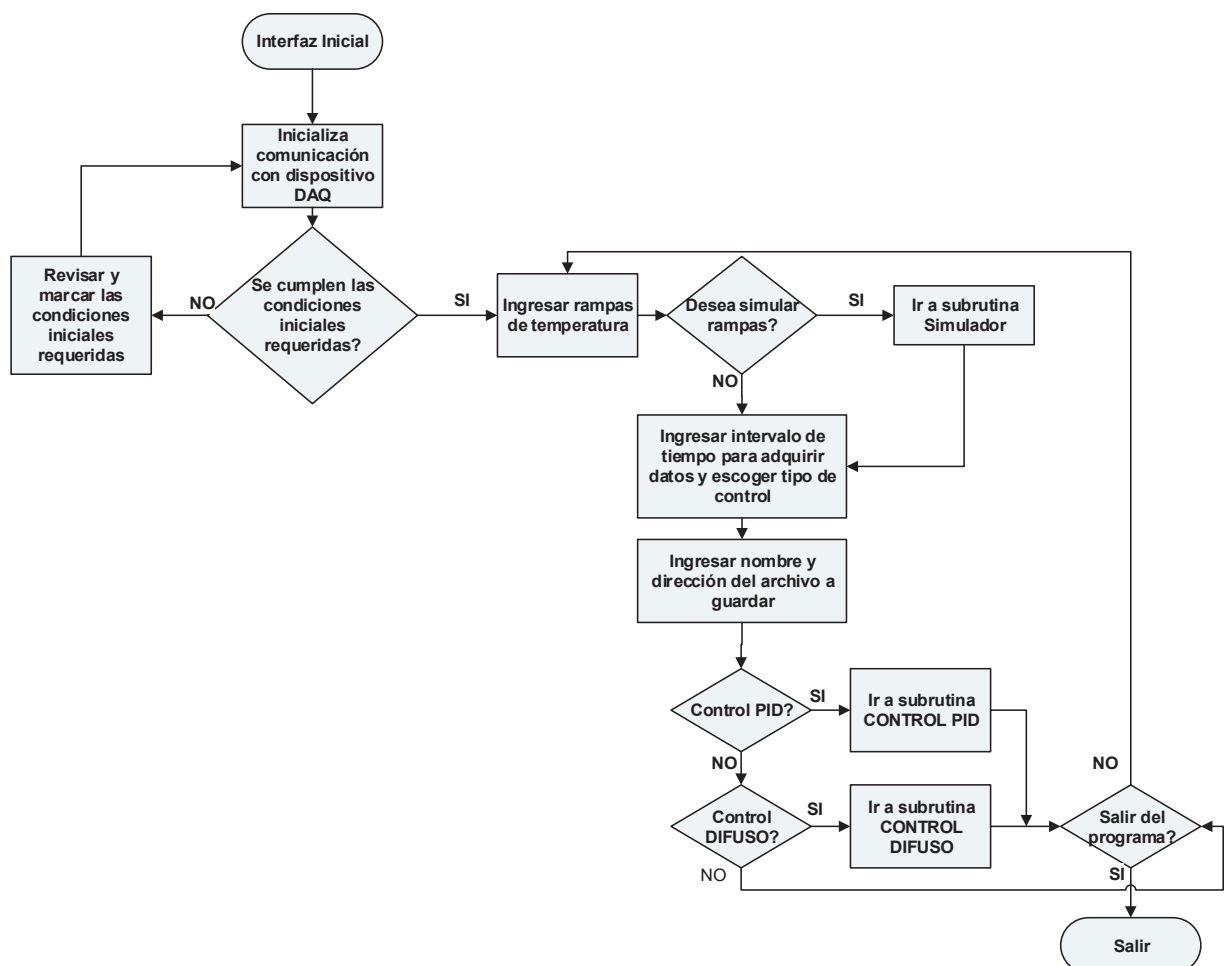 Interfaz Inicial
Inicializa
comunicación
con dispositivo
DAQ
Revisar y
marcar las
condiciones
iniciales
requeridas
NO
Se cumplen las
condiciones
iniciales
requeridas?
SI
Ingresar rampas
de temperatura
Desea simular
rampas?
SI
Ir a subrutina
Simulador
NO
Ingresar intervalo de
tiempo para adquirir
datos y escoger tipo de
control
Ingresar nombre y
dirección del archivo a
guardar
Control PID?
SI
Ir a subrutina
CONTROL PID
NO
Control
DIFUSO?
SI
Ir a subrutina
CONTROL
DIFUSO
NO
NO
Salir del
programa?
SI
Salir